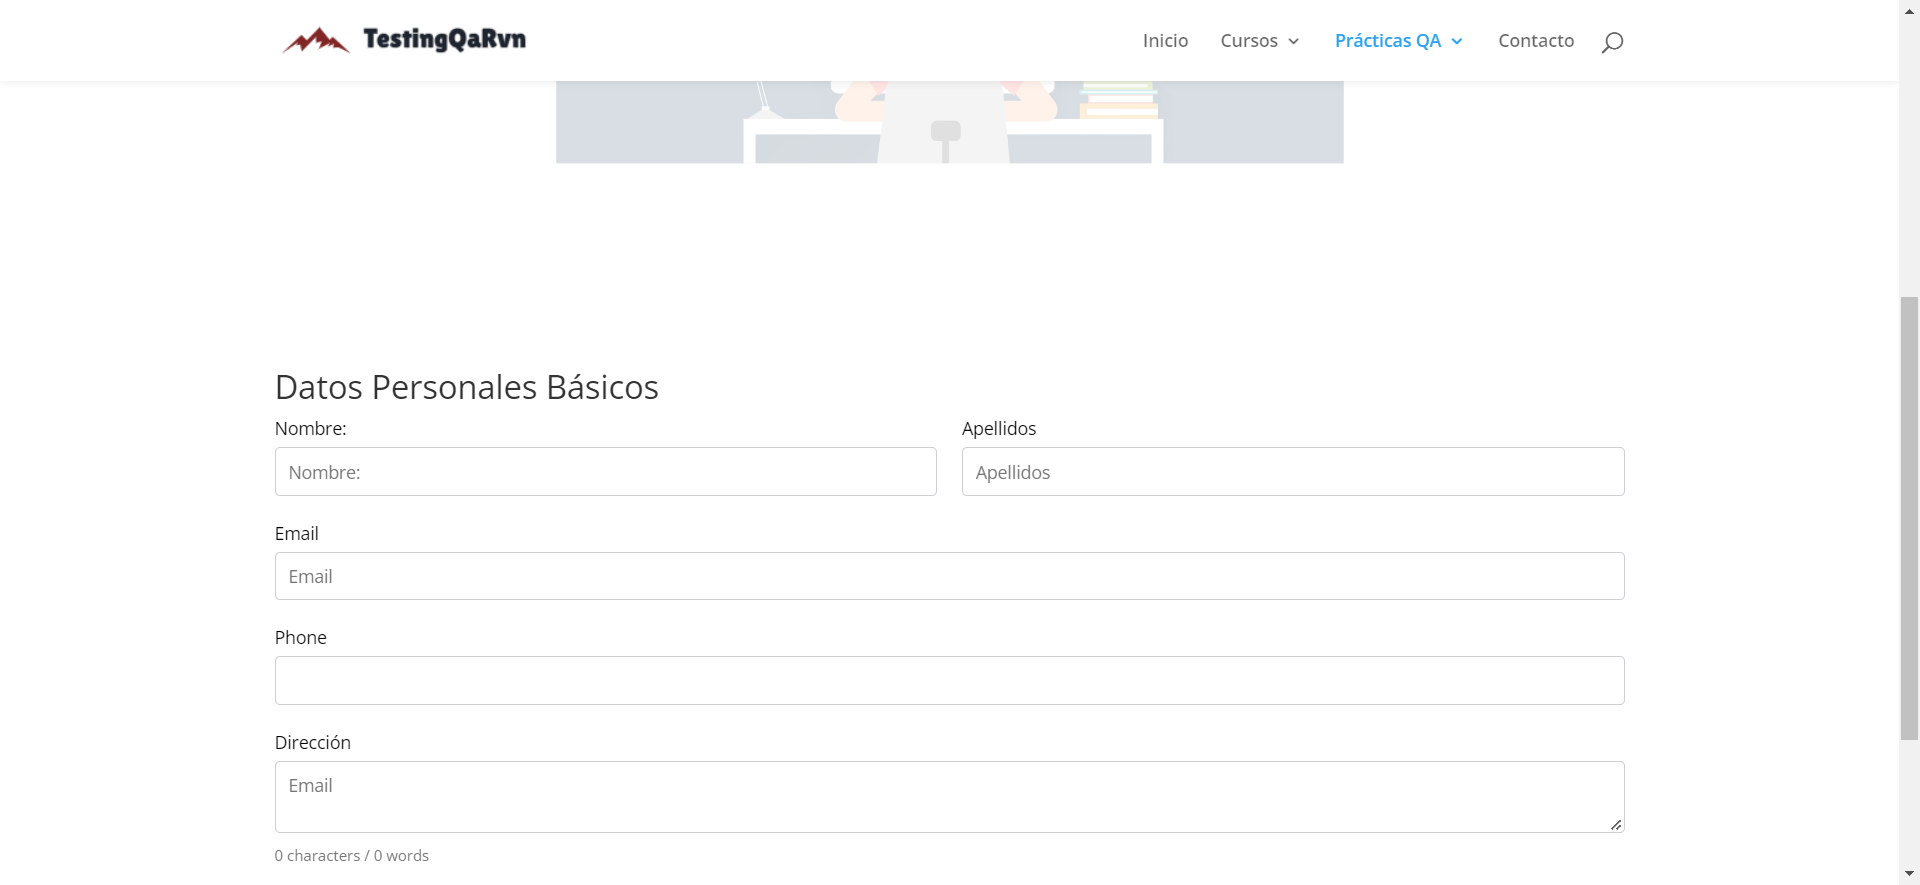 TestingQaRvn
Inicio
Cursos
Prácticas QA
Contacto
Datos Personales Básicos
Nombre:
Apellidos
Nombre:
Apellidos
Email
Email
Phone
Dirección
Email
0 characters / 0 words